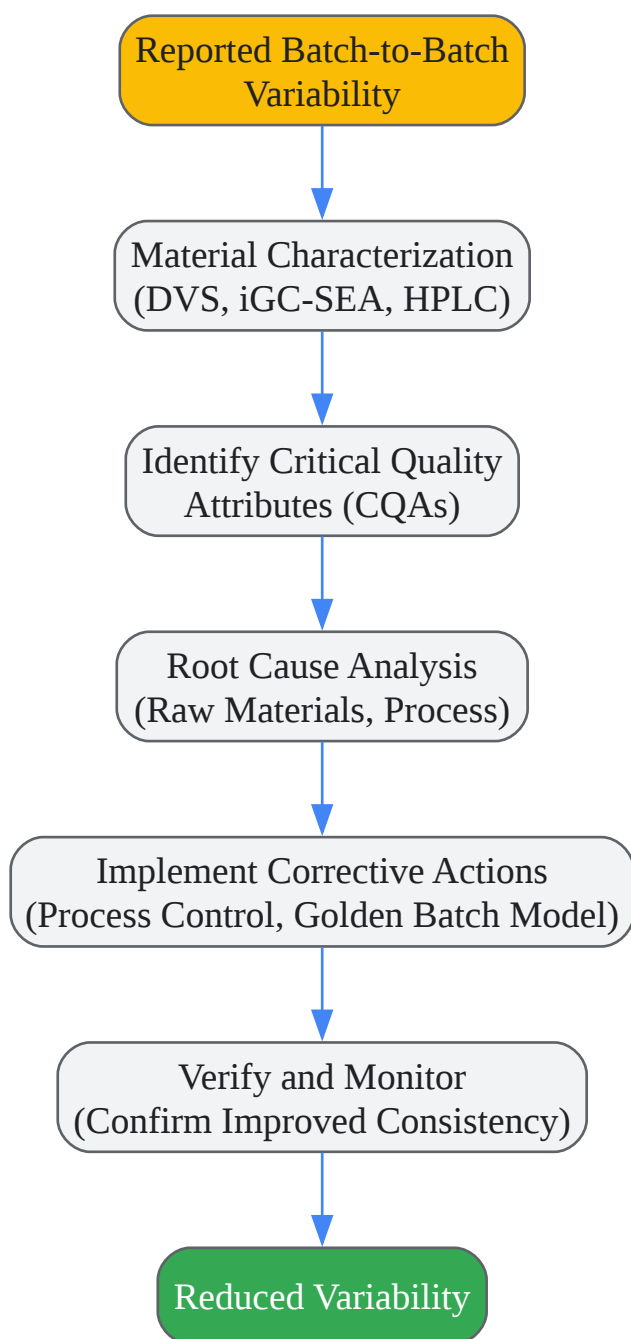 Reported Batch-to-Batch
Variability
Material Characterization
(DVS, iGC-SEA, HPLC)
Identify Critical Quality
Attributes (CQAs)
Root Cause Analysis
(Raw Materials, Process)
Implement Corrective Actions
(Process Control, Golden Batch Model)
Verify and Monitor
(Confirm Improved Consistency)
Reduced Variability